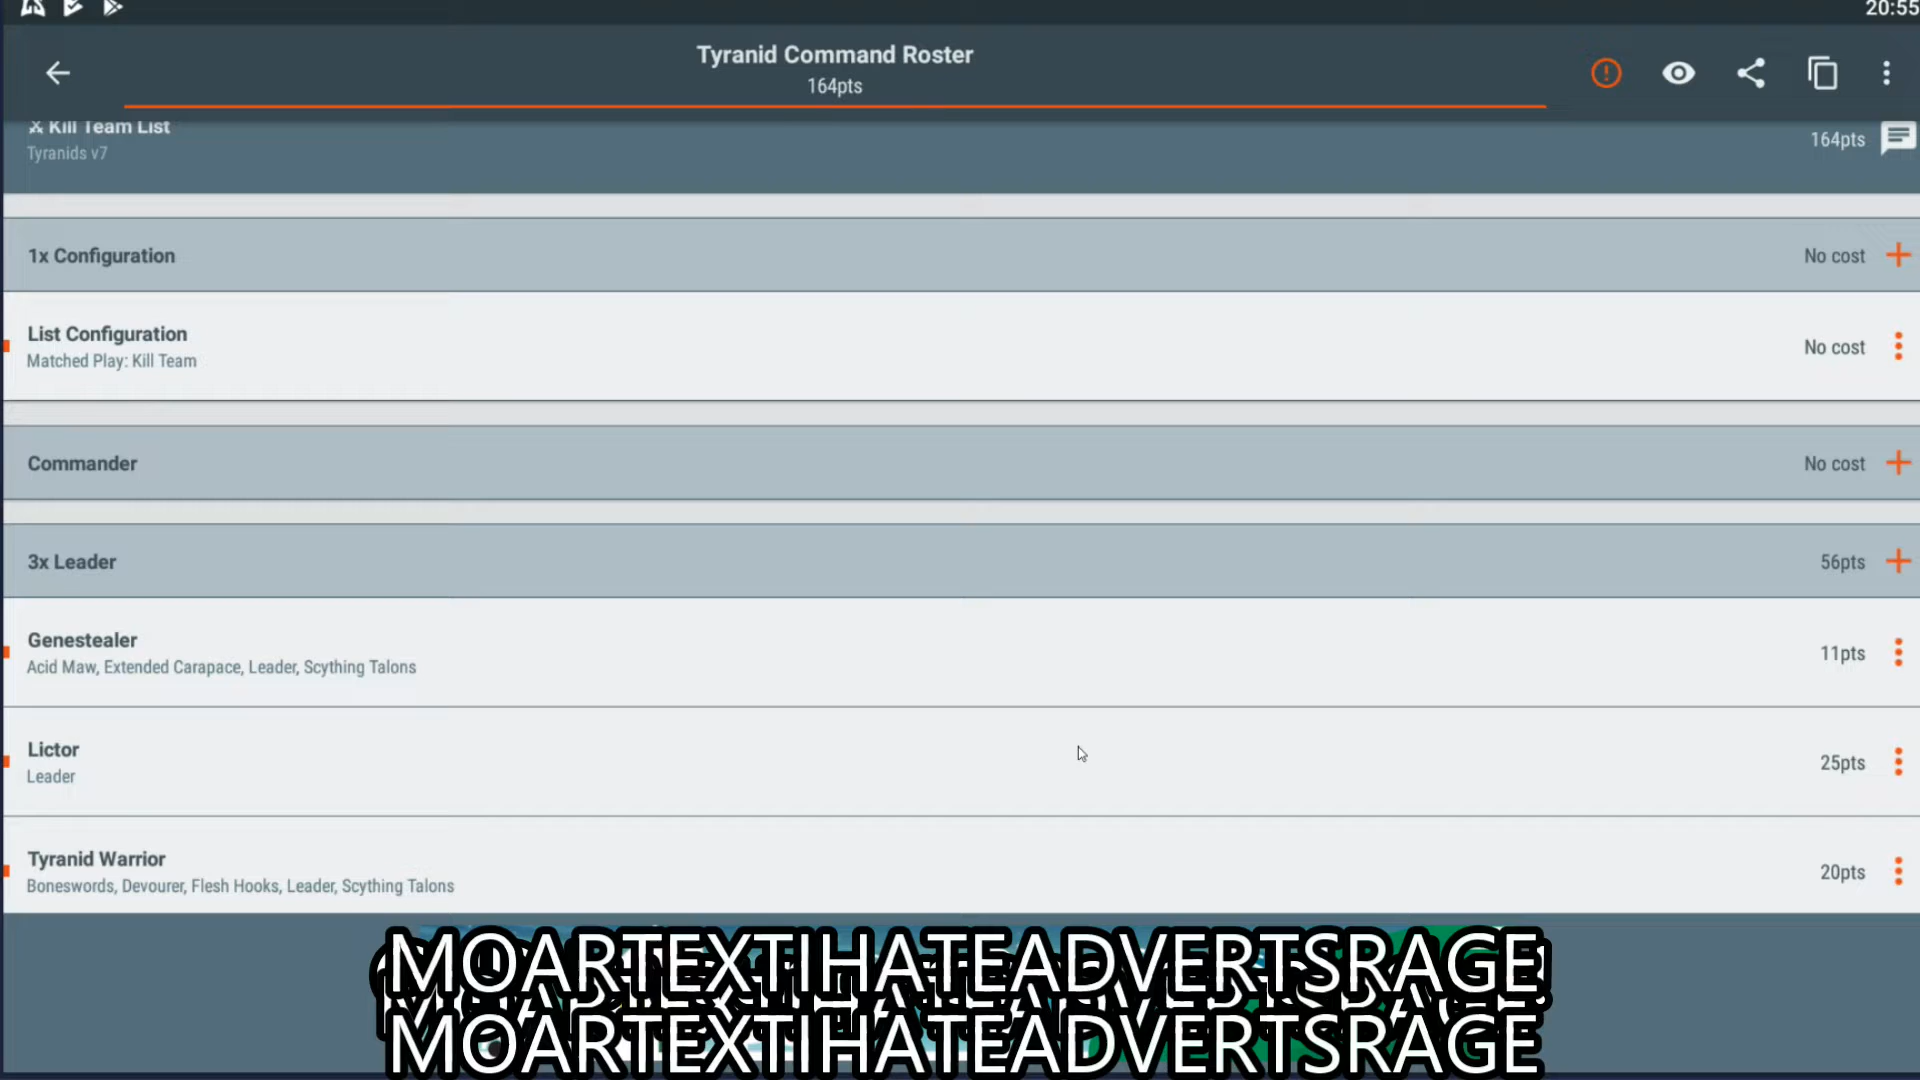 20:55
Tyranid Command Roster
164pts
Kill Team List
164pts
Tyranids v7
1x Configuration
No cost
List Configuration
No cost
Matched Play: Kill Team
Commander
No cost
3x Leader
56pts
Genestealer
11pts
Acid Maw, Extended Carapace, Leader, Scything Talons
Lictor
25pts
Leader
Tyranid Warrior
20pts
Boneswords, Devourer, Flesh Hooks, Leader, Scything Talons
MOARTEXTIHATEADVERTSRAGE
MOARTEXTIHATEADVERTSRAGE